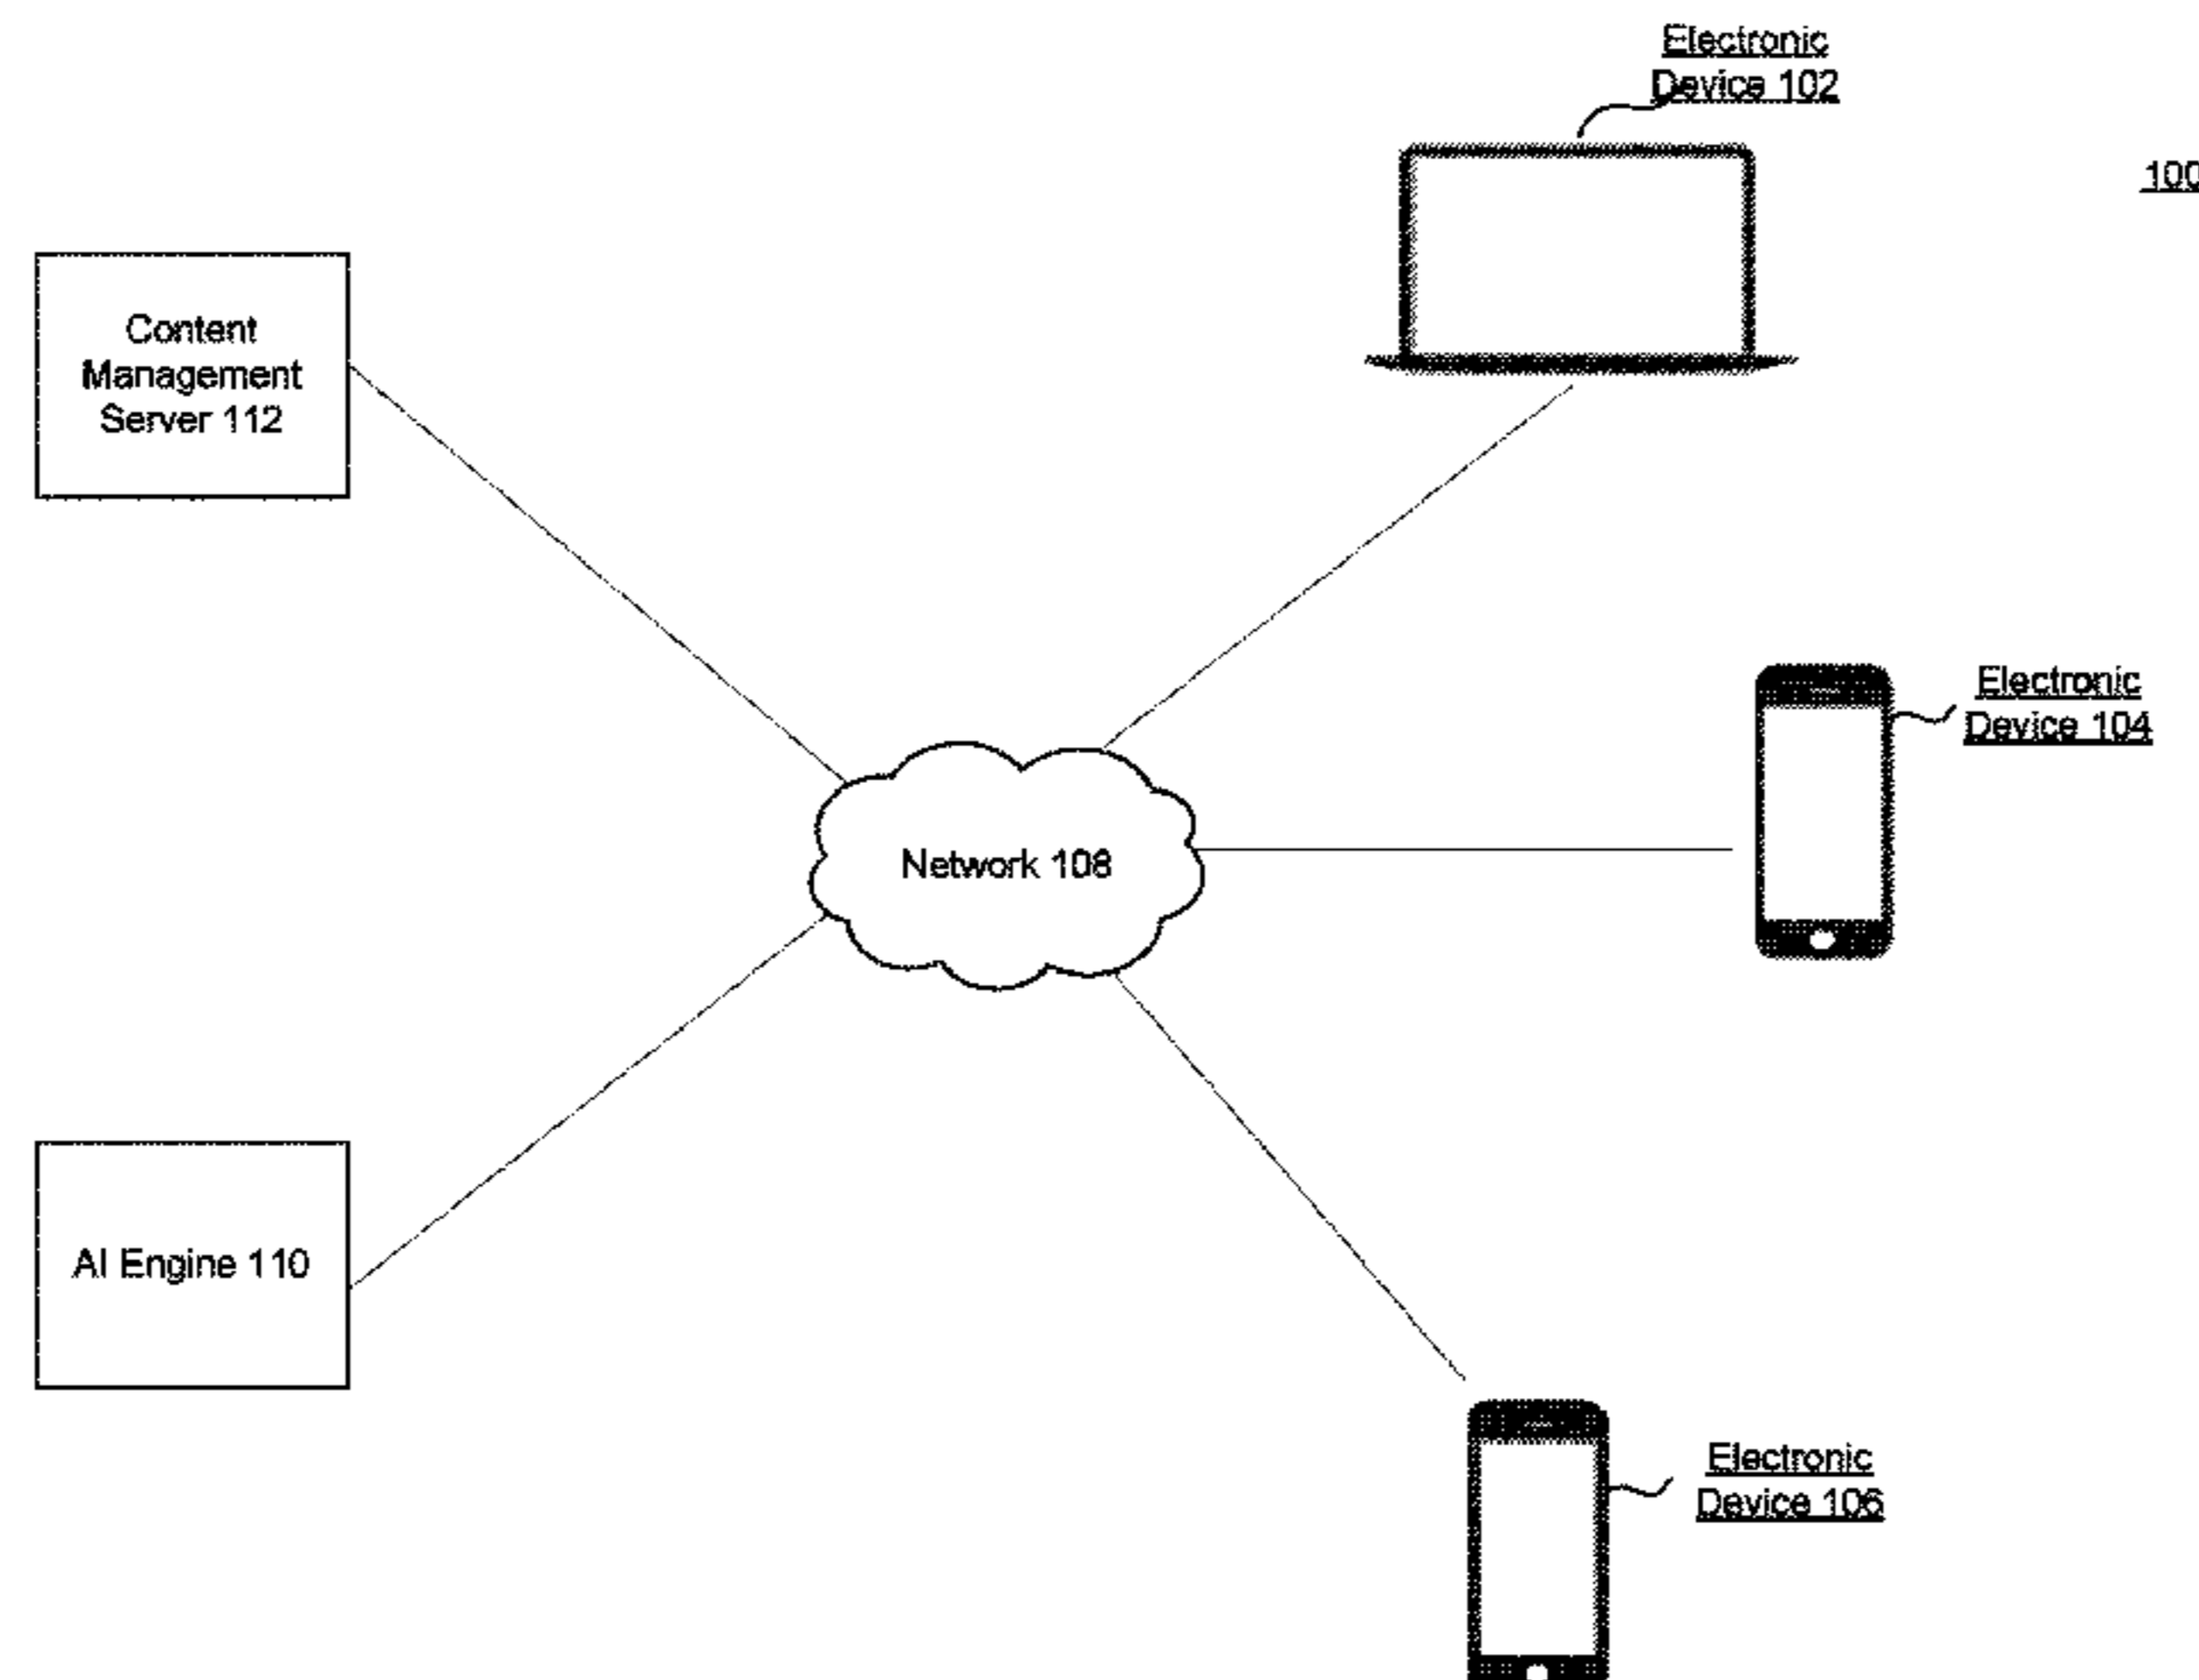 Electronic
Device 102
100
Content
Management
Server 112
Electronic
Device 104
Network 108
AI Engine 110
Electronic
Device 106